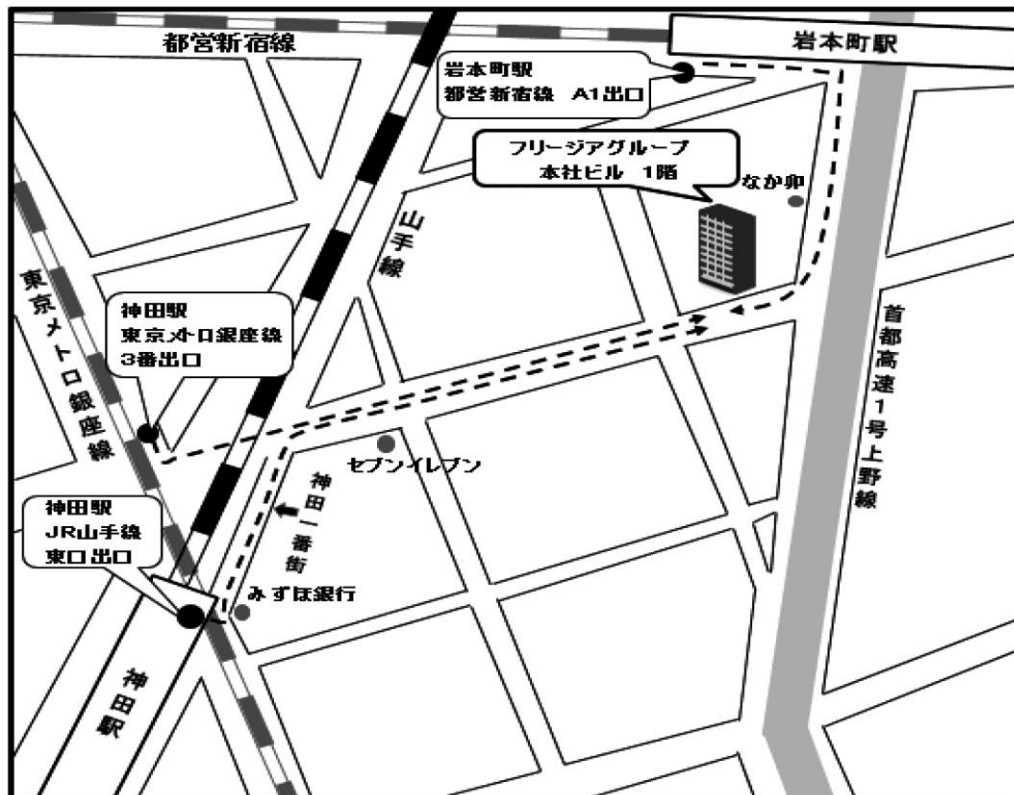 都営新宿線
岩本町駅
岩本町駅
都営新宿線 A1出口
フリージアグループ
本社ビル 1階
なか卯
山手線
東京メトロ銀座線
神田駅
東京メトロ銀座線
3番出口
首都高速1号上野線
セブンイレブン
神田一番街
神田駅
JR山手線
東口出口
みずほ銀行
神田駅